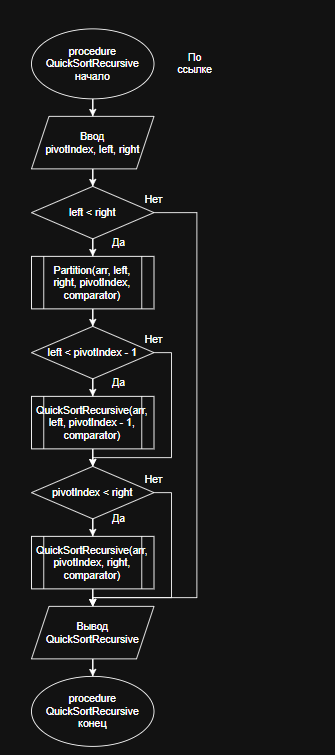 procedure
QuickSortRecursive
начало
По
ссылке
Ввод
pivotIndex, left, right
left < right
Нет
Да
Partition(arr, left,
right, pivotIndex,
comparator)
left < pivotIndex - 1
Нет
Да
QuickSortRecursive(arr,
left, pivotIndex - 1,
comparator)
pivotIndex < right
Нет
Да
QuickSortRecursive(arr,
pivotIndex, right,
comparator)
Вывод
QuickSortRecursive
procedure
QuickSortRecursive
конец